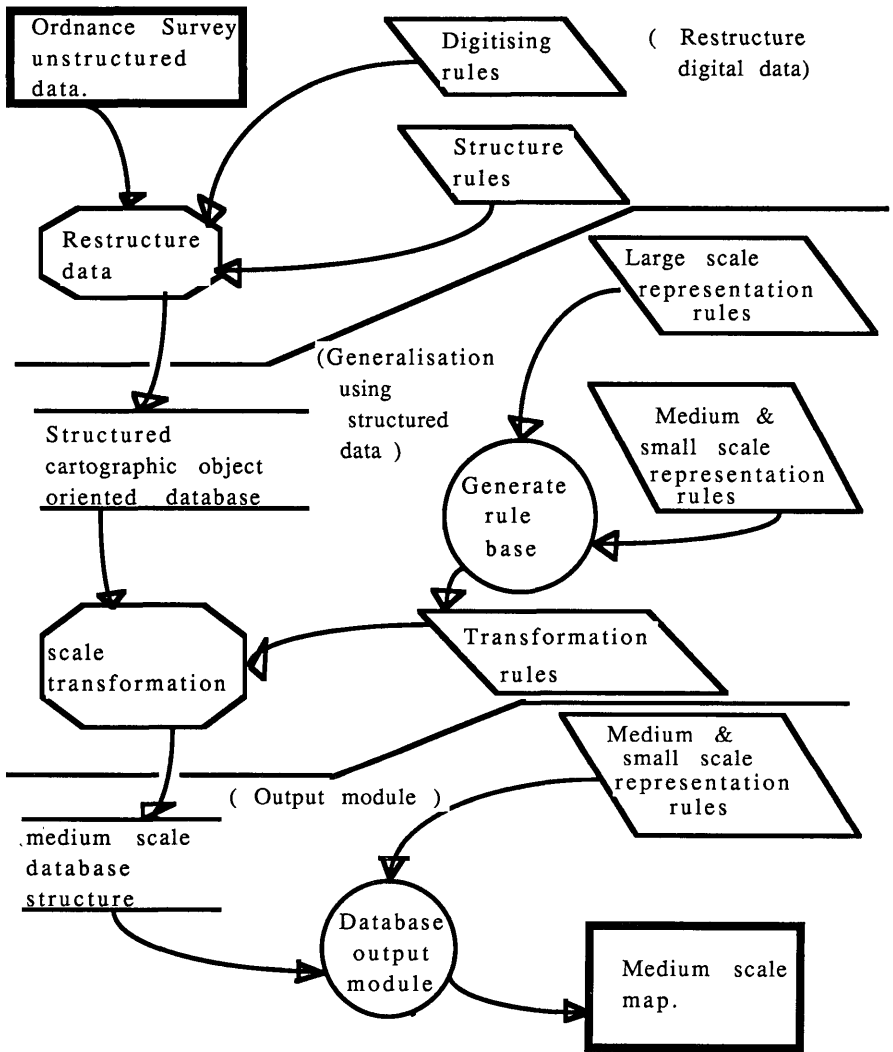 Ordnance Survey
unstructured
data.
Digitising
rules
( Restructure
digital data)
Structure
rules
Restructure
data
Large scale
representation
rules
(Generalisation
using
structured
data )
Structured
cartographic object
oriented database
Medium &
small scale
representation
rules
Generate
rule
base
scale
transformation
Transformation
rules
Medium &
small scale
representation
rules
( Output module )
medium scale
database
structure
Database
output
module
Medium scale
map.